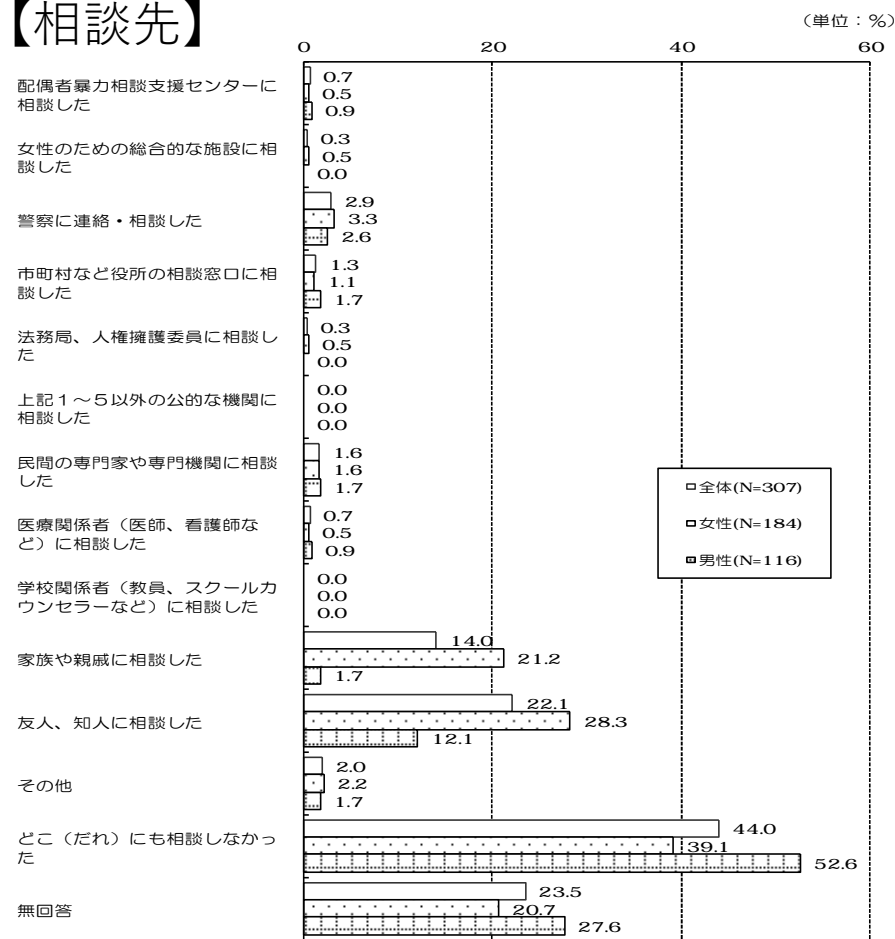 【相談先】
（単位：%）
0 20 40 60
配偶者暴力相談支援センターに
相談した
0.7
0.5
0.9
女性のための総合的な施設に相
談した
0.3
0.5
0.0
警察に連絡・相談した
2.9
3.3
2.6
市町村など役所の相談窓口に相
談した
1.3
1.1
1.7
法務局、人権擁護委員に相談し
た
0.3
0.5
0.0
上記１～５以外の公的な機関に
相談した
0.0
0.0
0.0
民間の専門家や専門機関に相談
した
1.6
1.6
1.7
医療関係者（医師、看護師な
ど）に相談した
0.7
0.5
0.9
学校関係者（教員、スクールカ
ウンセラーなど）に相談した
0.0
0.0
0.0
家族や親戚に相談した
14.0
21.2
1.7
友人、知人に相談した
22.1
28.3
12.1
その他
2.0
2.2
1.7
どこ（だれ）にも相談しなかっ
た
44.0
39.1
52.6
無回答
23.5
20.7
27.6
全体(N=307)
女性(N=184)
男性(N=116)